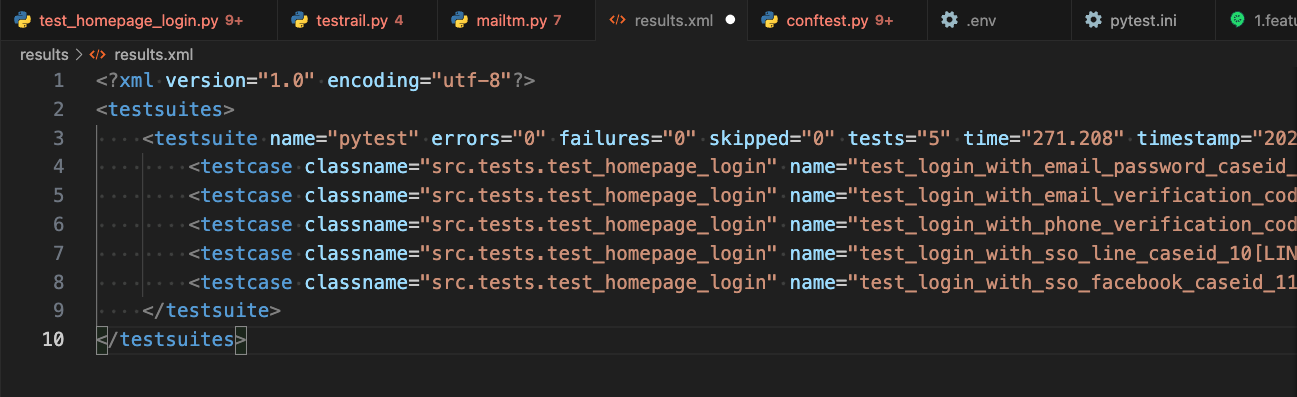 test_homepage_login.py 9+ testrail.py 4 mailtm.py 7 <> results.xml conftest.py 9+ .env pytest.ini 1.featu
results > <> results.xml
1 <?xml version="1.0" encoding="utf-8"?>
2 <testsuites>
3 <testsuite name="pytest" errors="0" failures="0" skipped="0" tests="5" time="271.208" timestamp="202
4 <testcase classname="src.tests.test_homepage_login" name="test_login_with_email_password_caseid_
5 <testcase classname="src.tests.test_homepage_login" name="test_login_with_email_verification_cod
6 <testcase classname="src.tests.test_homepage_login" name="test_login_with_phone_verification_cod
7 <testcase classname="src.tests.test_homepage_login" name="test_login_with_sso_line_caseid_10[LIN
8 <testcase classname="src.tests.test_homepage_login" name="test_login_with_sso_facebook_caseid_11
9 </testsuite>
10 </testsuites>